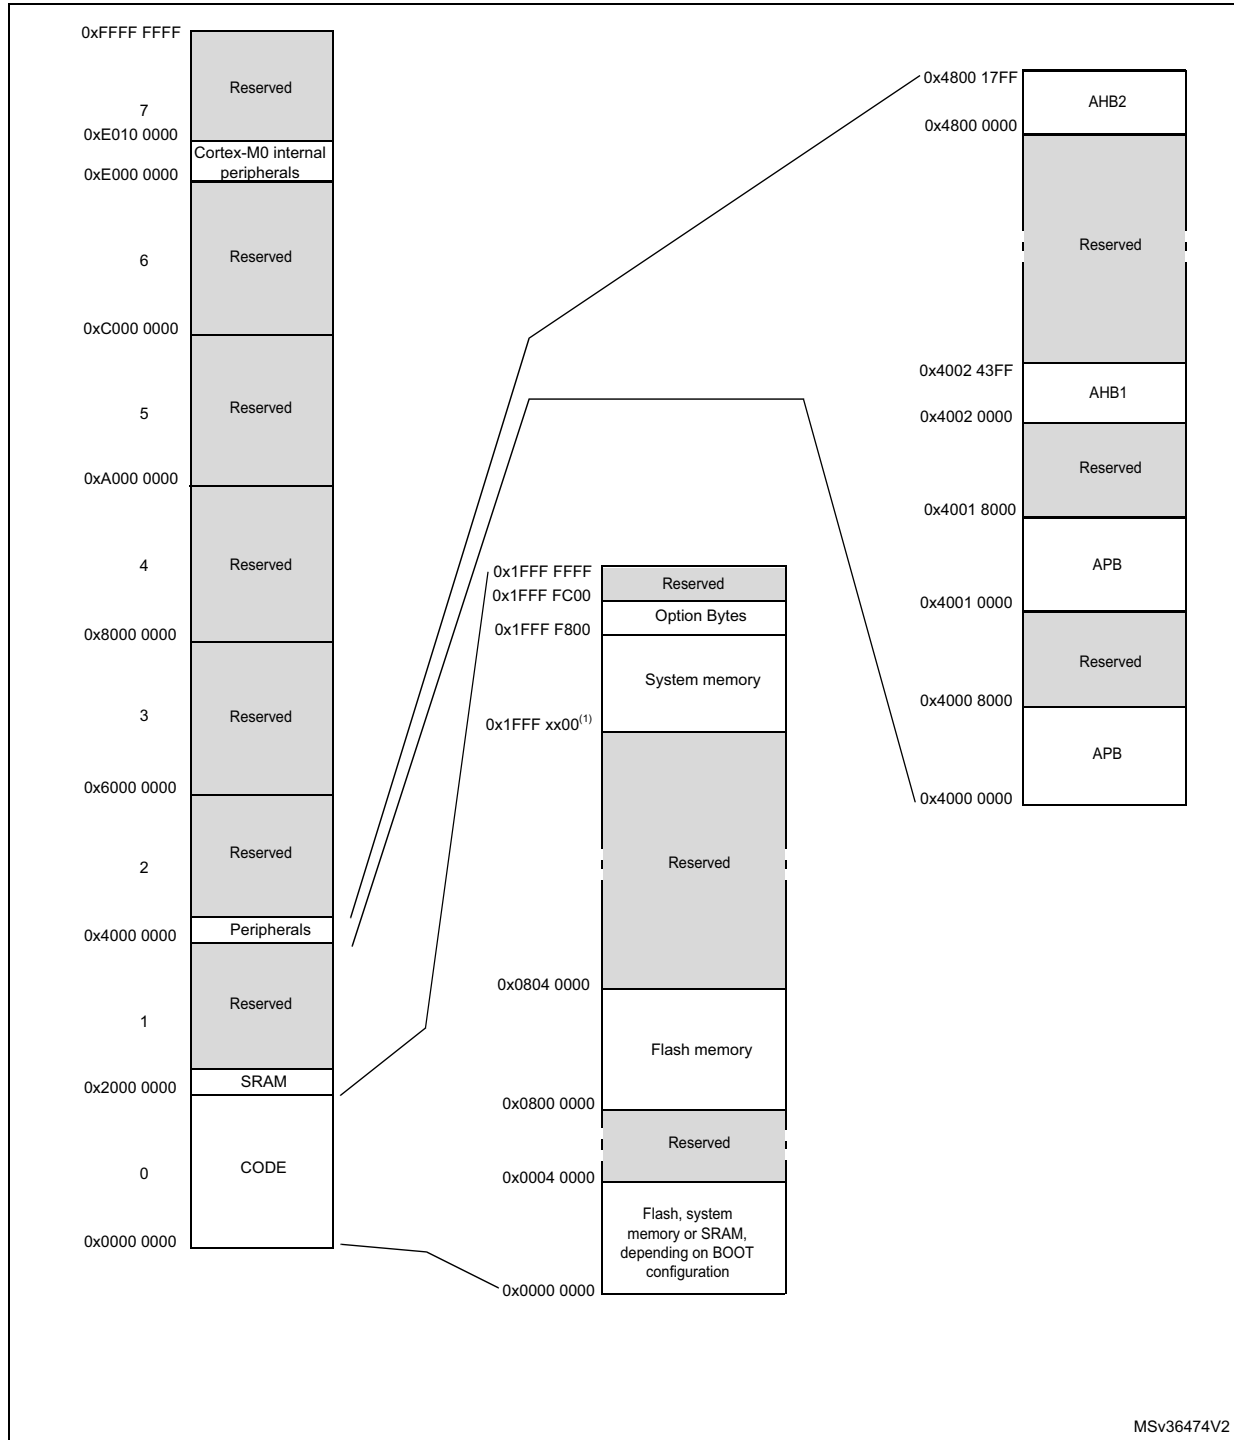 0xFFFF FFFF
Reserved
7
0xE010 0000
Cortex-M0 internal
peripherals
0xE000 0000
6
Reserved
0xC000 0000
5
Reserved
0xA000 0000
4
Reserved
0x8000 0000
3
Reserved
0x6000 0000
2
Reserved
Peripherals
0x4000 0000
Reserved
1
SRAM
0x2000 0000
0
CODE
0x0000 0000
0x1FFF FFFF
Reserved
0x1FFF FC00
Option Bytes
0x1FFF F800
System memory
0x1FFF xx00(1)
Reserved
0x0804 0000
Flash memory
0x0800 0000
Reserved
0x0004 0000
Flash, system
memory or SRAM,
depending on BOOT
configuration
0x0000 0000
0x4800 17FF
AHB2
0x4800 0000
Reserved
0x4002 43FF
AHB1
0x4002 0000
Reserved
0x4001 8000
APB
0x4001 0000
Reserved
0x4000 8000
APB
0x4000 0000
MSv36474V2